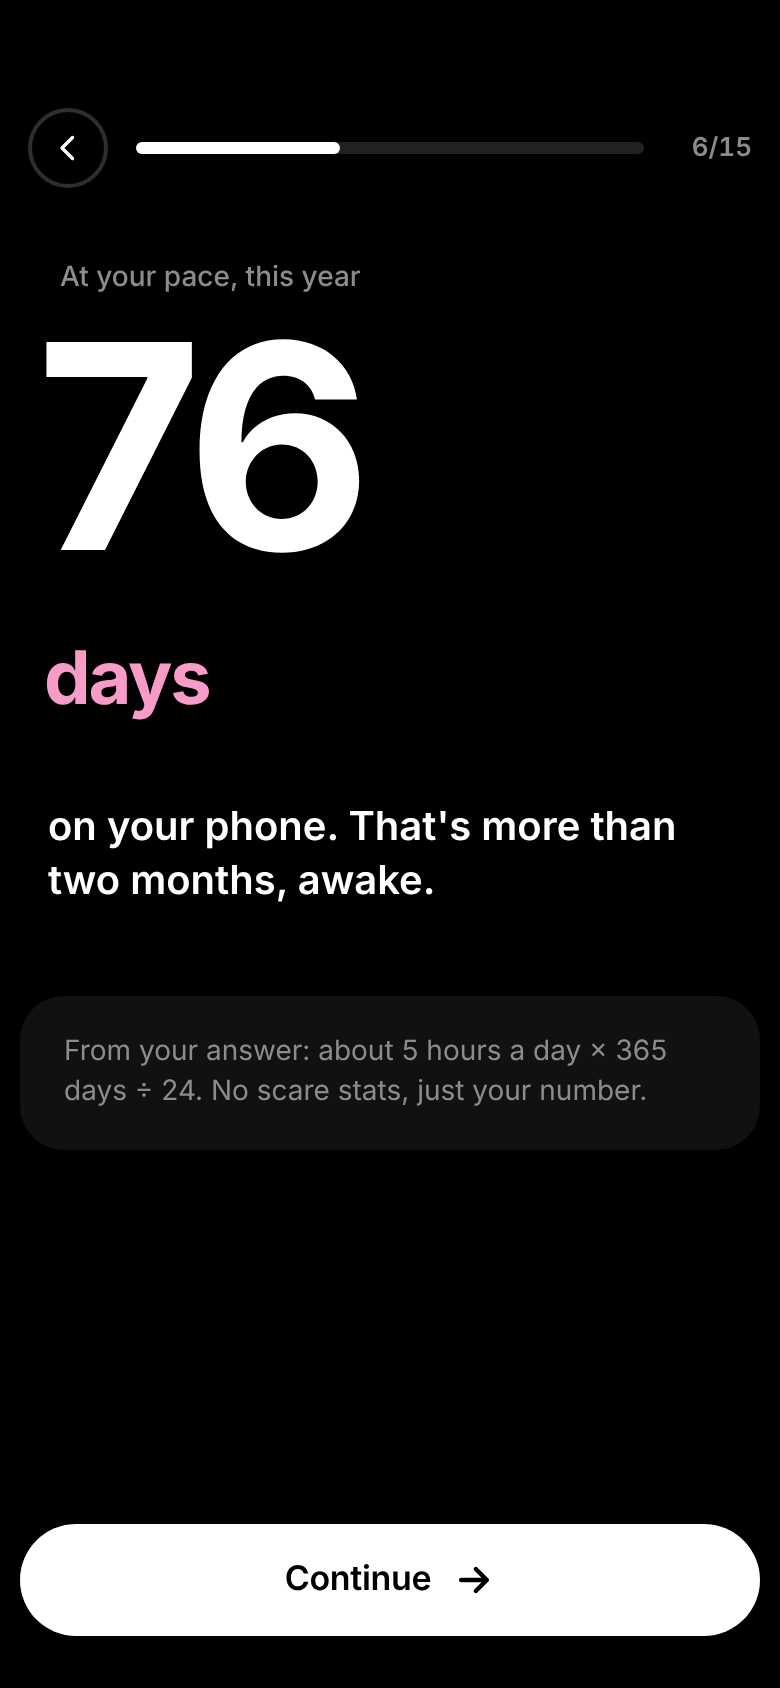 6/15
At your pace, this year
76
days
on your phone. That's more than
two months, awake.
From your answer: about 5 hours a day × 365
days ÷ 24. No scare stats, just your number.
Continue →